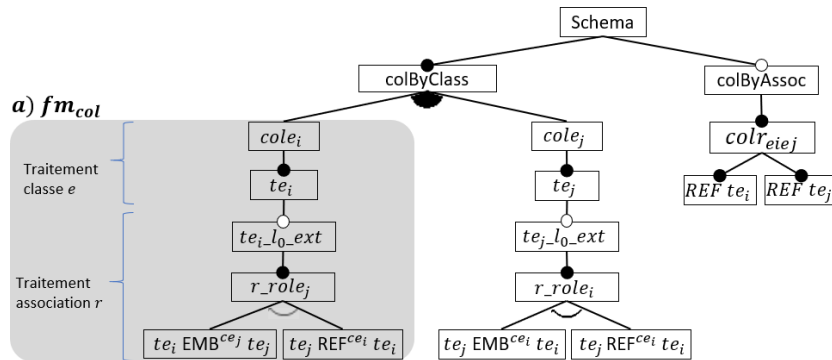 Schema
colByClass
colByAssoc
a) fm_col
cole_i
cole_j
colr_eiej
Traitement
classe e
te_i
te_j
REF te_i
REF te_j
te_i_l_0_ext
te_j_l_0_ext
Traitement
association r
r_role_j
r_role_i
te_i EMB^{ce_j} te_j
te_j REF^{ce_i} te_i
te_j EMB^{ce_i} te_i
te_j REF^{ce_i} te_i